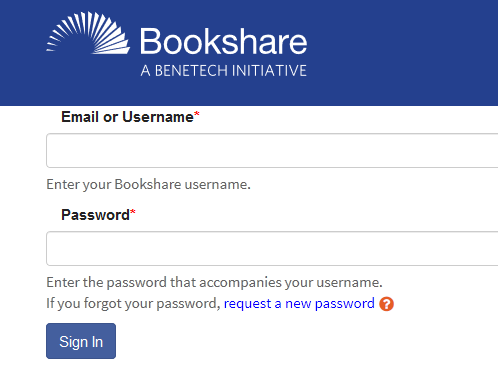 Bookshare
A BENETECH INITIATIVE
Email or Username*
Enter your Bookshare username.
Password*
Enter the password that accompanies your username.
If you forgot your password, request a new password ?
Sign In